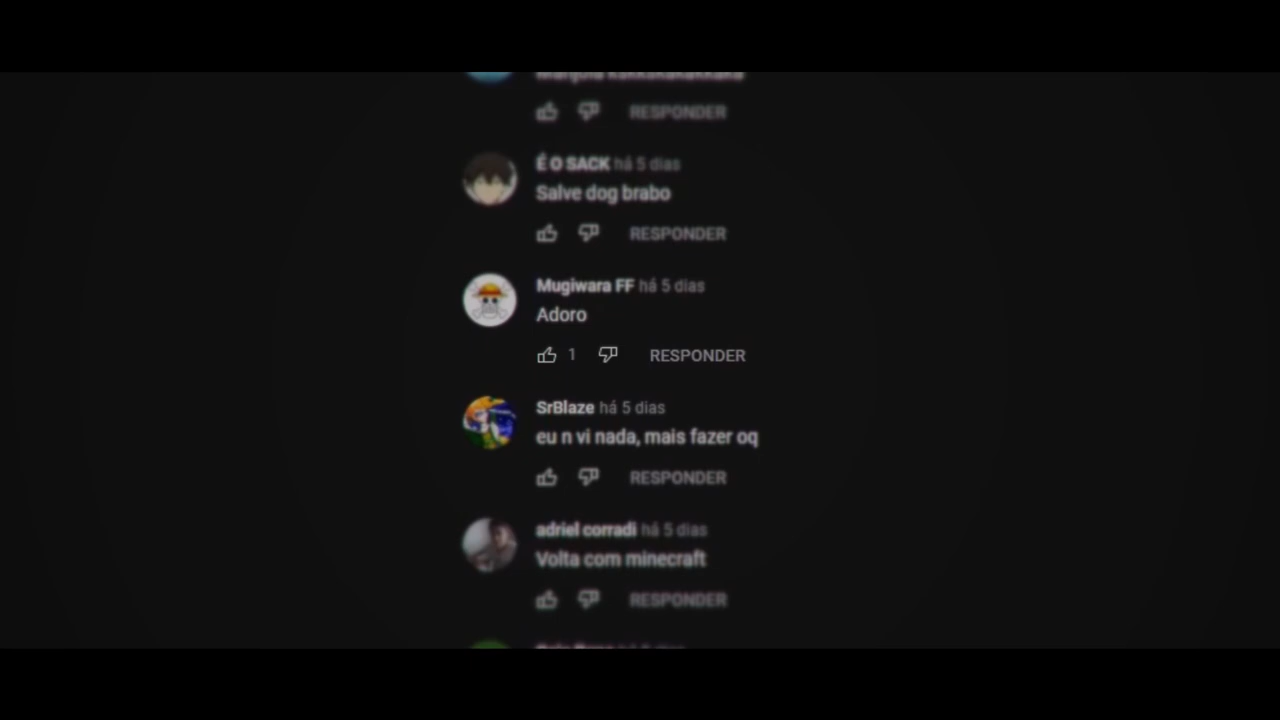 RESPONDER
É O SACK há 5 dias
Salve dog brabo
RESPONDER
Mugiwara FF há 5 dias
Adoro
1 RESPONDER
SrBlaze há 5 dias
eu n vi nada, mais fazer oq
RESPONDER
adriel corradi há 5 dias
Volta com minecraft
RESPONDER